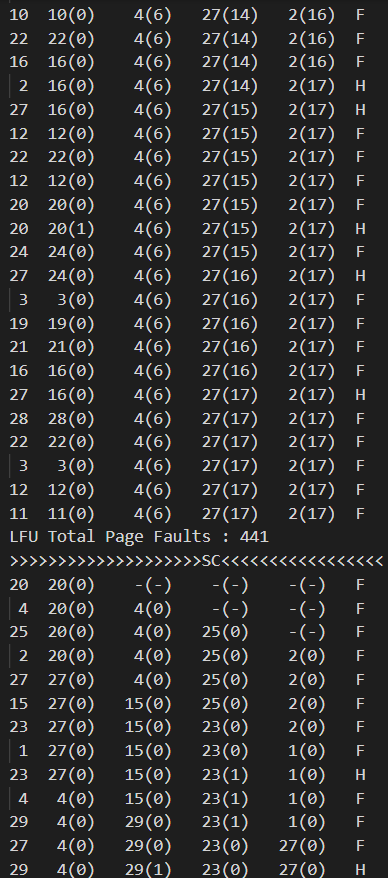 10 10(0) 4(6) 27(14) 2(16) F
22 22(0) 4(6) 27(14) 2(16) F
16 16(0) 4(6) 27(14) 2(16) F
2 16(0) 4(6) 27(14) 2(17) H
27 16(0) 4(6) 27(15) 2(17) H
12 12(0) 4(6) 27(15) 2(17) F
22 22(0) 4(6) 27(15) 2(17) F
12 12(0) 4(6) 27(15) 2(17) F
20 20(0) 4(6) 27(15) 2(17) F
20 20(1) 4(6) 27(15) 2(17) H
24 24(0) 4(6) 27(15) 2(17) F
27 24(0) 4(6) 27(16) 2(17) H
3 3(0) 4(6) 27(16) 2(17) F
19 19(0) 4(6) 27(16) 2(17) F
21 21(0) 4(6) 27(16) 2(17) F
16 16(0) 4(6) 27(16) 2(17) F
27 16(0) 4(6) 27(17) 2(17) H
28 28(0) 4(6) 27(17) 2(17) F
22 22(0) 4(6) 27(17) 2(17) F
3 3(0) 4(6) 27(17) 2(17) F
12 12(0) 4(6) 27(17) 2(17) F
11 11(0) 4(6) 27(17) 2(17) F
LFU Total Page Faults : 441
>>>>>>>>>>>>>>>>>>>>SC<<<<<<<<<<<<<<<<<
20 20(0) -(-) -(-) -(-) F
4 20(0) 4(0) -(-) -(-) F
25 20(0) 4(0) 25(0) -(-) F
2 20(0) 4(0) 25(0) 2(0) F
27 27(0) 4(0) 25(0) 2(0) F
15 27(0) 15(0) 25(0) 2(0) F
23 27(0) 15(0) 23(0) 2(0) F
1 27(0) 15(0) 23(0) 1(0) F
23 27(0) 15(0) 23(1) 1(0) H
4 4(0) 15(0) 23(1) 1(0) F
29 4(0) 29(0) 23(1) 1(0) F
27 4(0) 29(0) 23(0) 27(0) F
29 4(0) 29(1) 23(0) 27(0) H